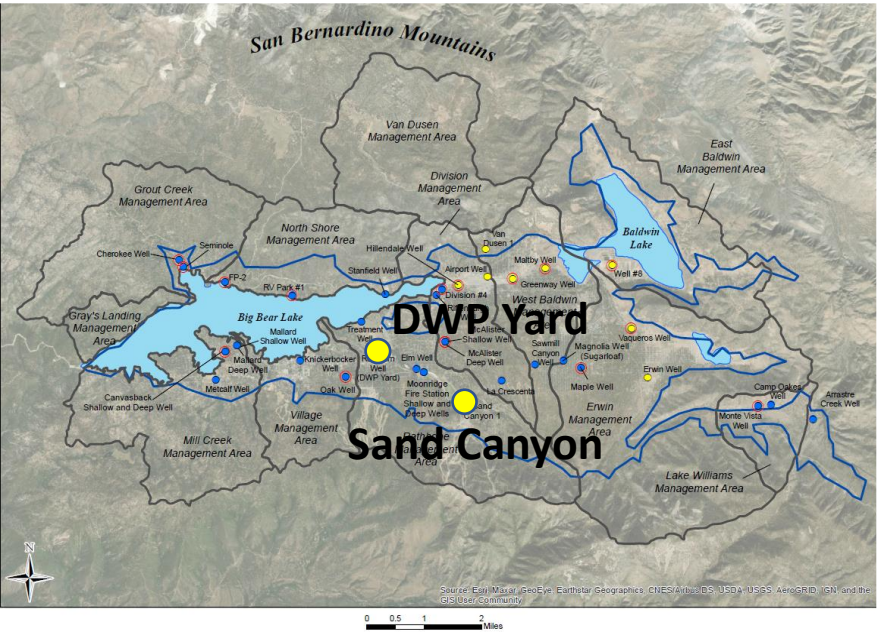 San Bernardino Mountains
Van Dusen
Management Area
East
Baldwin
Management Area
Division
Management
Area
Grout Creek
Management Area
North Shore
Management Area
Hillendale Well
Van
Dusen 1
Baldwin
Lake
Cherokee Well
Seminole
FP-2
RV Park #1
Stanfield Well
Airport Well
Maltby Well
Greenway Well
Well #8
Division #4
West Baldwin
Gray's Landing
Management
Area
Big Bear Lake
Treatment
Well
DWP Yard
McAlister
Shallow Well
McAlister
Deep Well
Sawmill
Canyon
Well
Magnolia Well
(Sugarloaf)
Vaqueros Well
Mallard
Shallow Well
Mallard
Deep Well
Knickerbocker
Well
Well
(DWP Yard)
Elm Well
Moonridge
Fire Station
Shallow and
Deep Wells
Canvasback
Shallow and Deep Well
Metcalf Well
Oak Well
La Crescenta
Maple Well
Erwin Well
Camp Oakes
Well
Arrastre
Creek Well
Monte Vista
Well
Sand
Canyon 1
Village
Management
Area
Erwin
Management
Area
Sand Canyon
Mill Creek
Management Area
Area
Lake Williams
Management Area
N
Source: Esri, Maxar, GeoEye, Earthstar Geographics, CNES/Airbus DS, USDA, USGS, AeroGRID, IGN, and the
GIS User Community
0 0.5 1 2
Miles